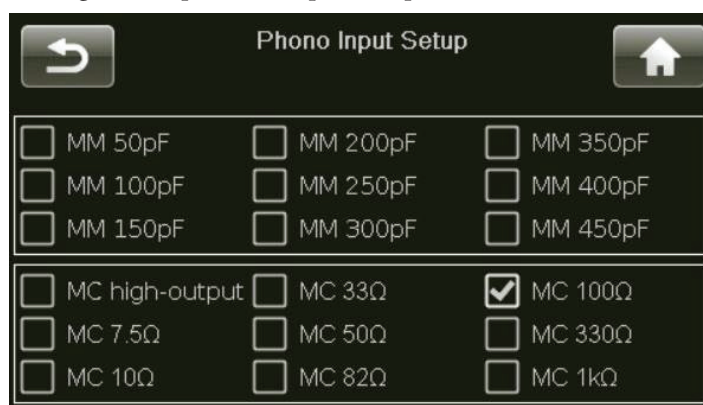 Phono Input Setup
MM 50pF MM 200pF MM 350pF
MM 100pF MM 250pF MM 400pF
MM 150pF MM 300pF MM 450pF
MC high-output MC 33Ω MC 100Ω
MC 7.5Ω MC 50Ω MC 330Ω
MC 10Ω MC 82Ω MC 1kΩ